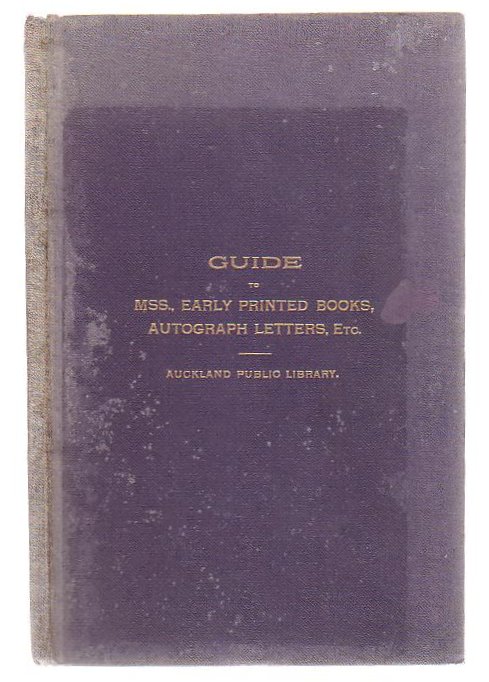 GUIDE
TO
MSS., EARLY PRINTED BOOKS,
AUTOGRAPH LETTERS, ETC.
AUCKLAND PUBLIC LIBRARY.